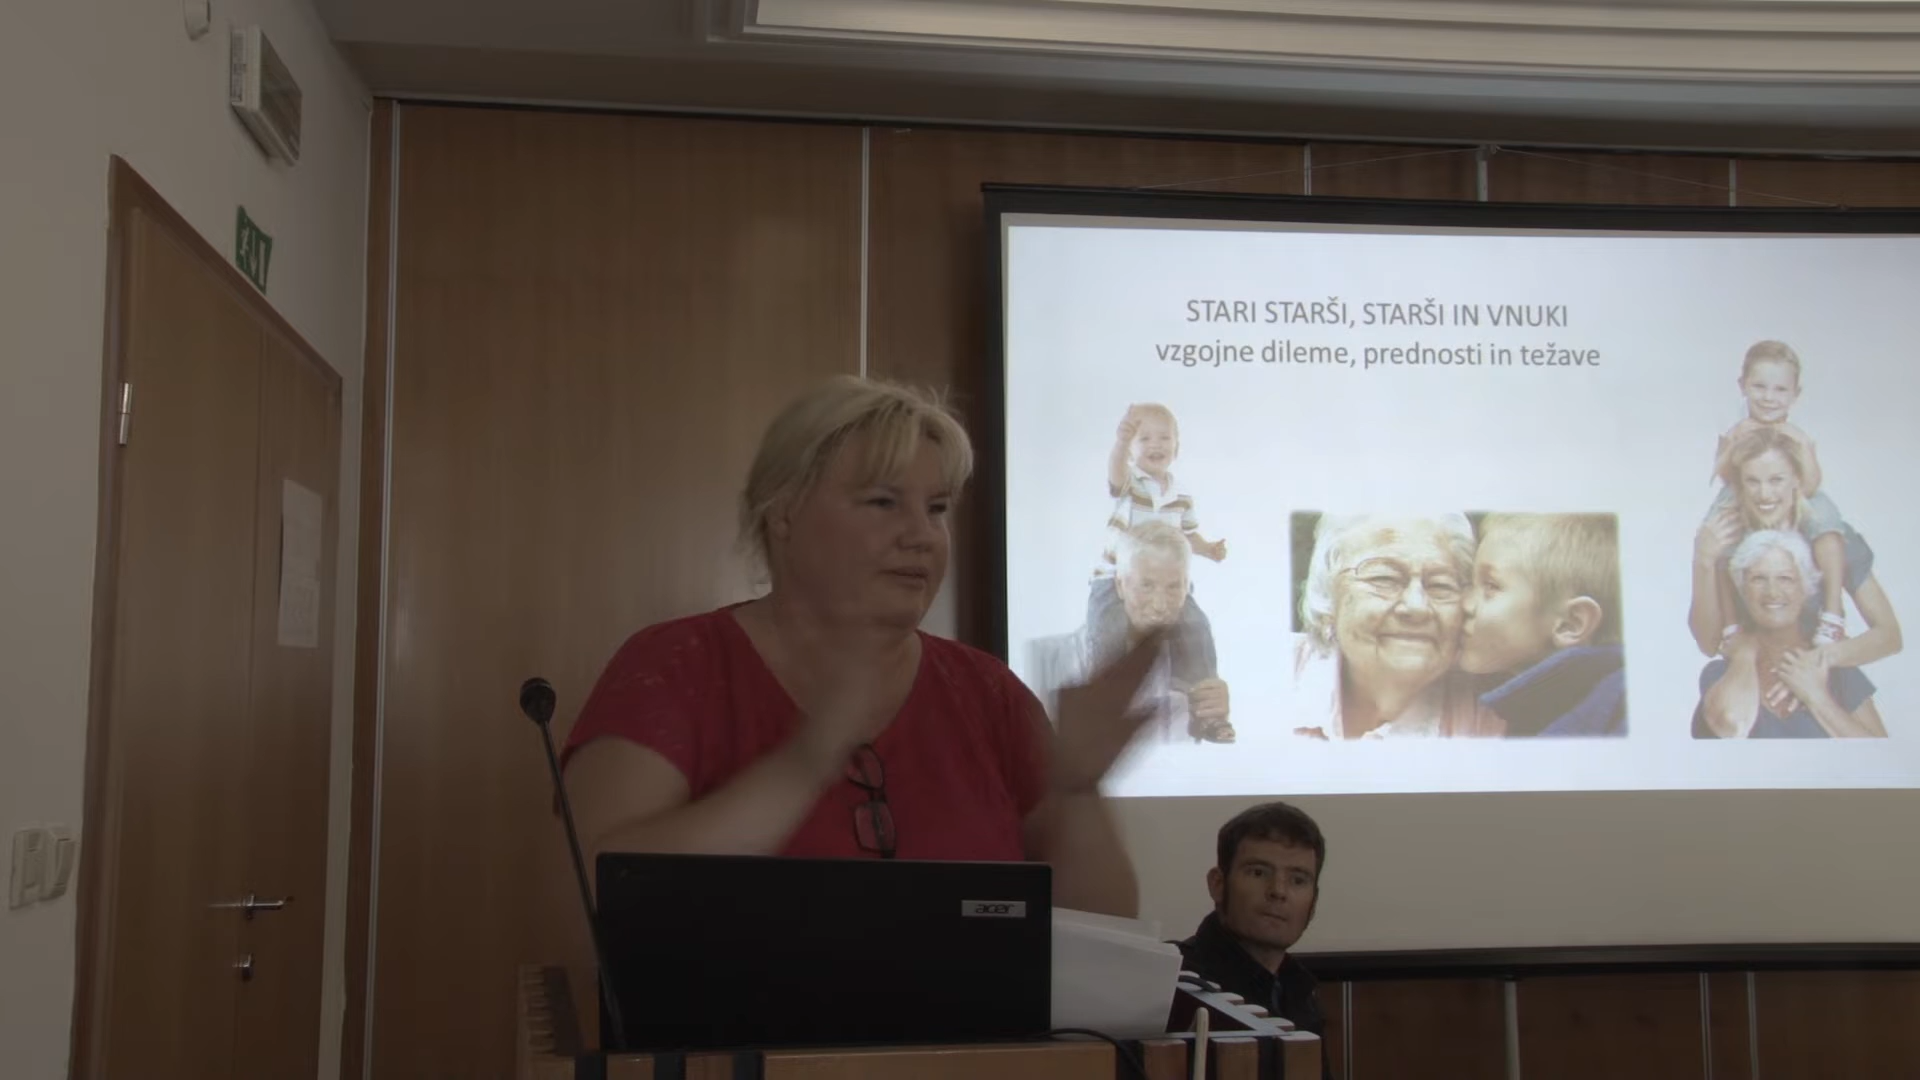 STARI STARŠI, STARŠI IN VNUKI
vzgojne dileme, prednosti in težave
acer